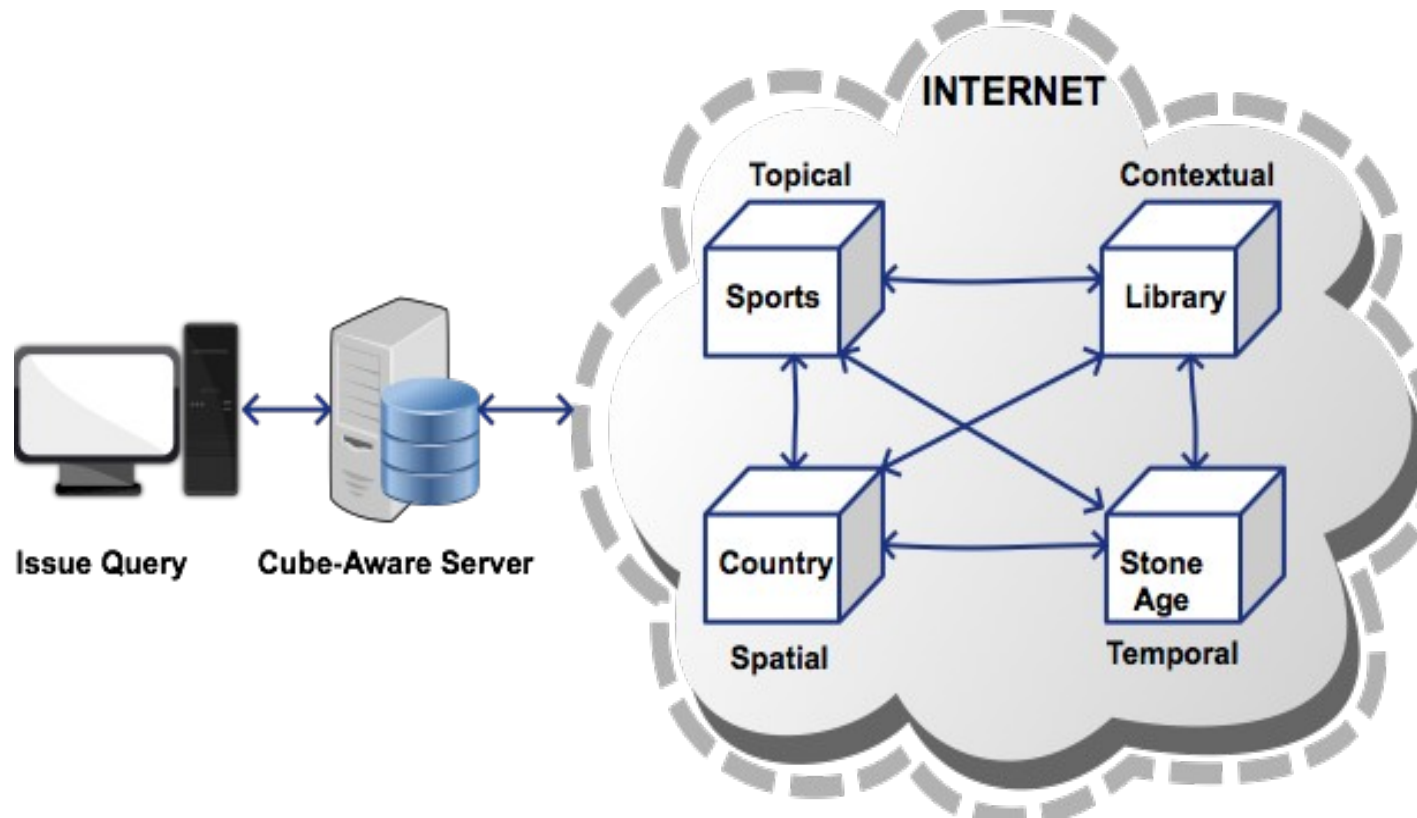 INTERNET
Topical
Contextual
Sports
Library
Issue Query
Cube-Aware Server
Country
Stone
Age
Spatial
Temporal